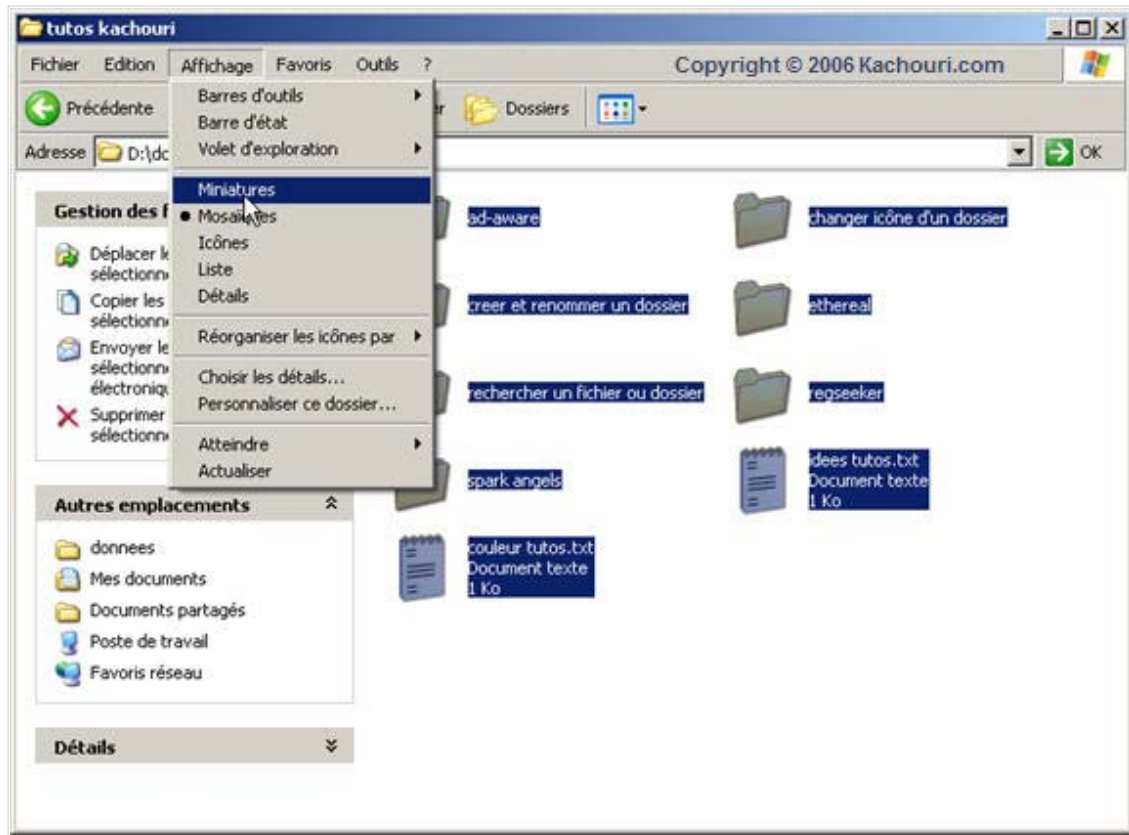 tutos kachouri
Fichier Edition Affichage Favoris Outils ? Copyright © 2006 Kachouri.com
Précédente Dossiers
Adresse D:\dc OK
Barres d'outils
Barre d'état
Volet d'exploration
Miniatures
Mosaïques
Icônes
Liste
Détails
Réorganiser les icônes par
Choisir les détails...
Personnaliser ce dossier...
Atteindre
Actualiser
Gestion des f
Déplacer le
sélectionn
Copier les
sélectionn
Envoyer le
sélectionn
électroniq
Supprimer
sélectionn
Autres emplacements
donnees
Mes documents
Documents partagés
Poste de travail
Favoris réseau
Détails
ad-aware
changer icône d'un dossier
creer et renommer un dossier
ethereal
rechercher un fichier ou dossier
regseeker
spark angels
idees tutos.txt
Document texte
1 Ko
couleur tutos.txt
Document texte
1 Ko